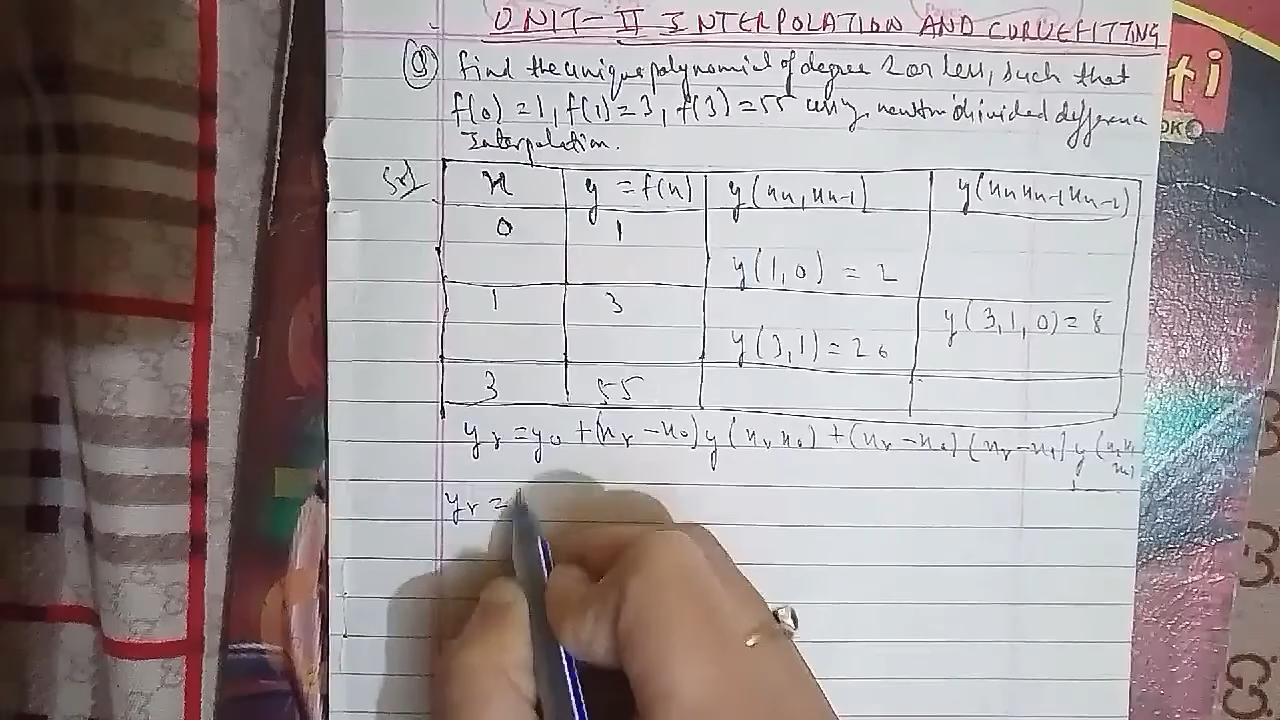 UNIT-II INTERPOLATION AND CURVEFITTING
Q) Find the unique polynomial of degree 2 or less, such that
f(0) = 1, f(1) = 3, f(3) = 55 using newton divided difference
Interpolation.
Sol x y = f(x) y(xn, xn-1) y(xn xn-1 xn-2)
0 1
y(1,0) = 2
1 3
y(3,1,0) = 8
y(3,1) = 26
3 55
yr = y0 + (xr - x0) y(x1 x0) + (xr - x0) (xr - x1) y(x2 x1 x0)
yr =
ti